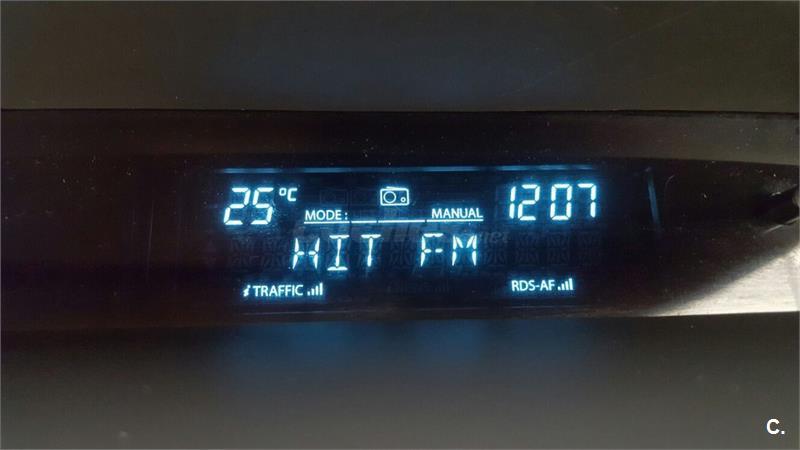 25 °C
1207
MODE : MANUAL
HIT FM
i TRAFFIC
RDS-AF
C.